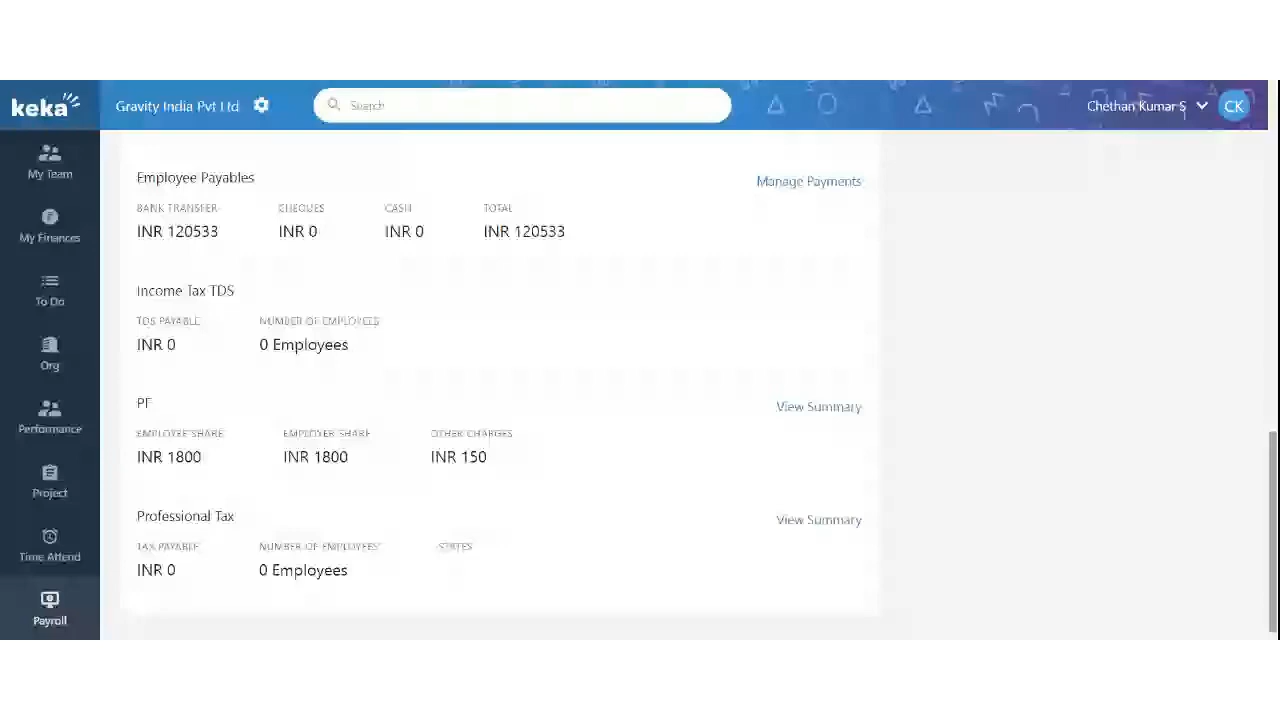 keka
Gravity India Pvt Ltd
Search
Chethan Kumar S
CK
My Team
My Finances
To Do
Org
Performance
Project
Time Attend
Payroll
Employee Payables
Manage Payments
BANK TRANSFER CHEQUES CASH TOTAL
INR 120533 INR 0 INR 0 INR 120533
Income Tax TDS
TDS PAYABLE NUMBER OF EMPLOYEES
INR 0 0 Employees
PF
View Summary
EMPLOYEE SHARE EMPLOYER SHARE OTHER CHARGES
INR 1800 INR 1800 INR 150
Professional Tax
View Summary
TAX PAYABLE NUMBER OF EMPLOYEES STATES
INR 0 0 Employees